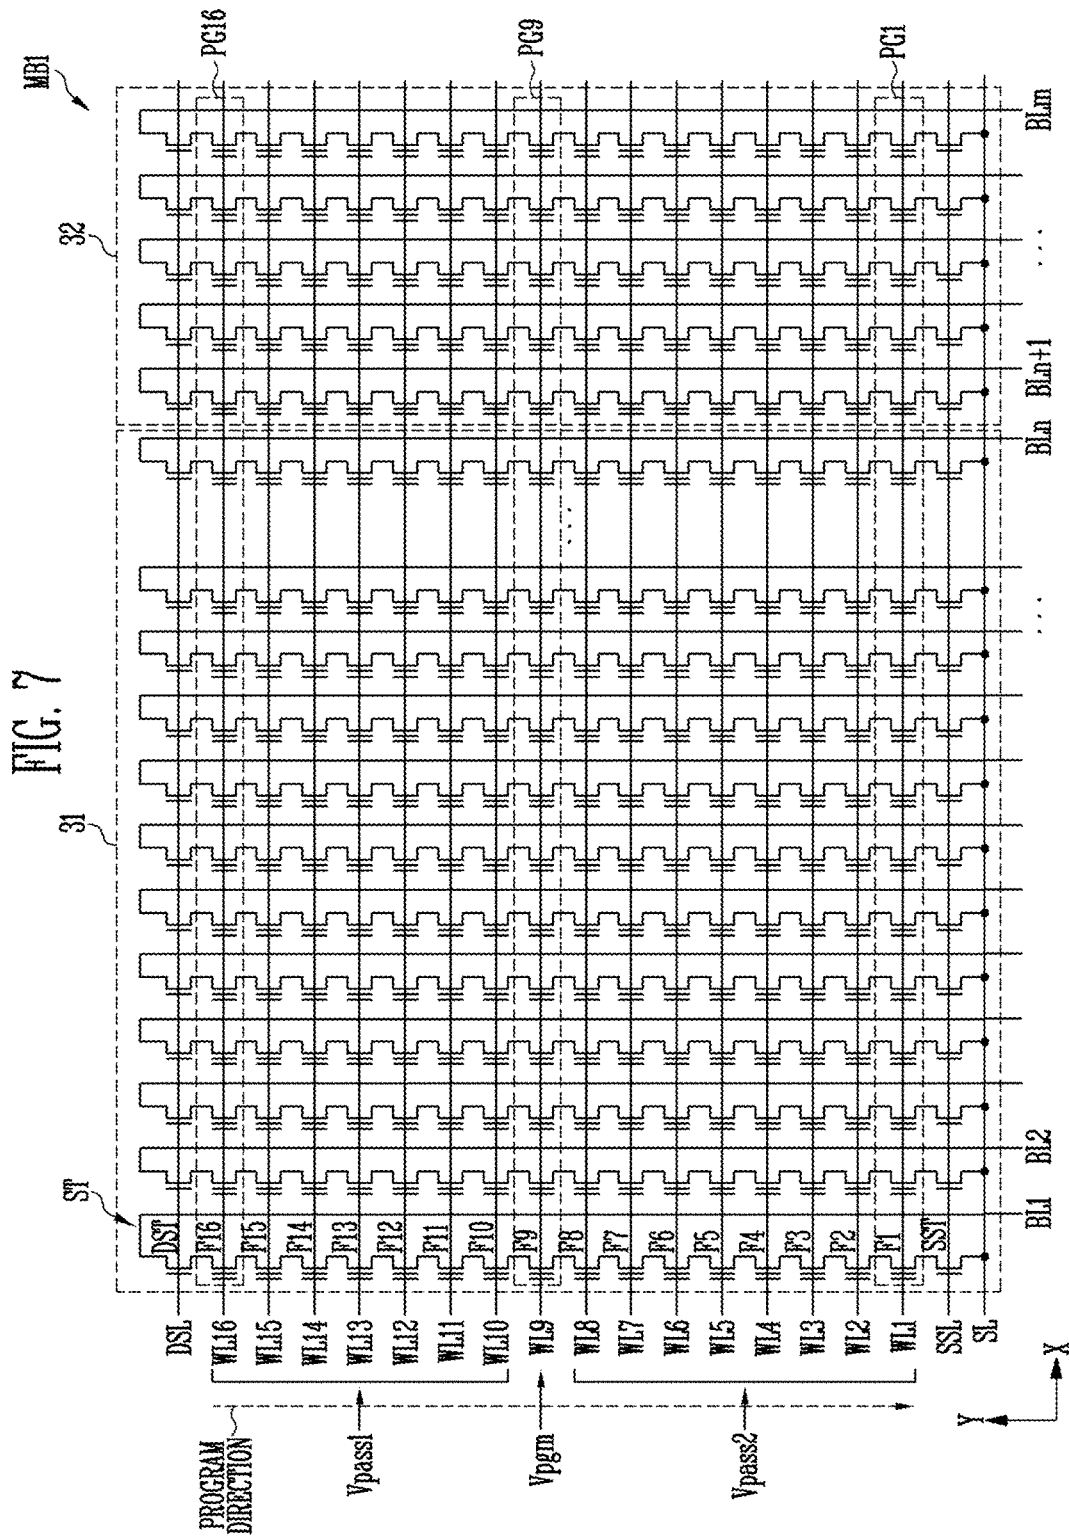 FIG. 7
MB1
31
32
ST
DSL
DST
WL16
F16
PG16
WL15
F15
WL14
F14
WL13
F13
WL12
F12
WL11
F11
WL10
F10
WL9
F9
PG9
WL8
F8
WL7
F7
WL6
F6
WL5
F5
WL4
F4
WL3
F3
WL2
F2
WL1
F1
PG1
SSL
SST
SL
BL1
BL2
...
BLn
BLn+1
...
BLm
...
PROGRAM
DIRECTION
Vpass1
Vpgm
Vpass2
Y
X